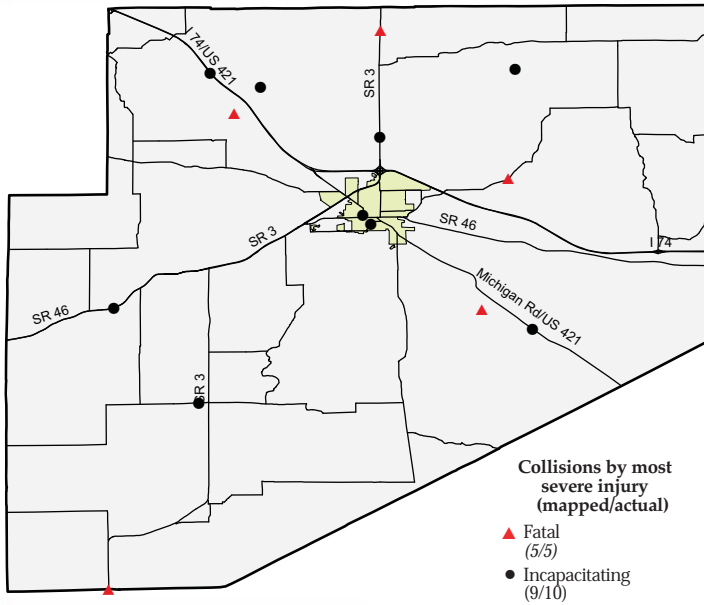 I 74/US 421
SR 3
SR 46
I 74
SR 3
Michigan Rd/US 421
SR 46
SR 3
Collisions by most
severe injury
(mapped/actual)
Fatal
(5/5)
Incapacitating
(9/10)